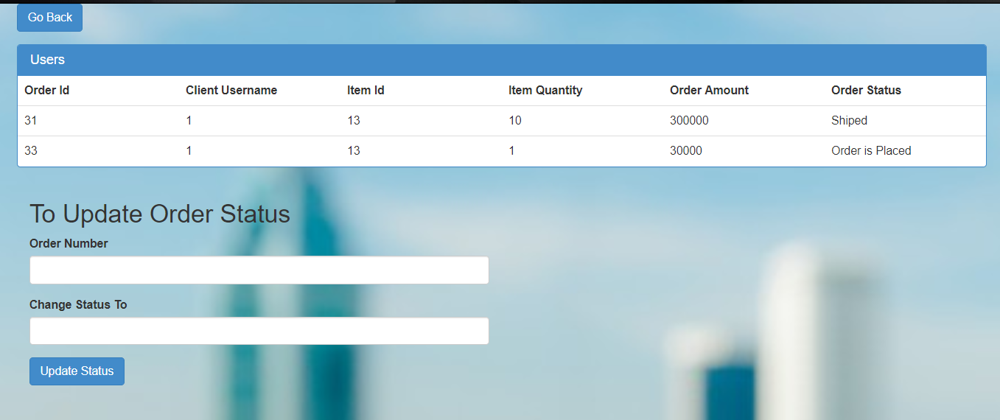 Go Back
Users
Order Id Client Username Item Id Item Quantity Order Amount Order Status
31 1 13 10 300000 Shiped
33 1 13 1 30000 Order is Placed
To Update Order Status
Order Number
Change Status To
Update Status